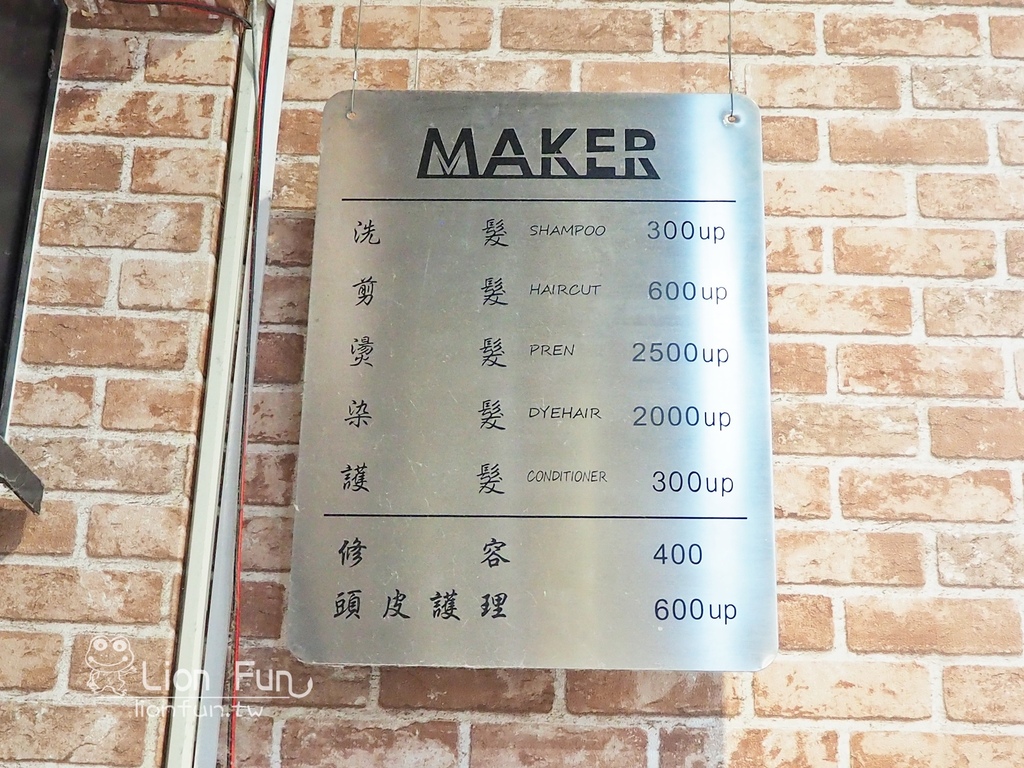 MAKER
洗髮 SHAMPOO 300up
剪髮 HAIRCUT 600up
燙髮 PREN 2500up
染髮 DYEHAIR 2000up
護髮 CONDITIONER 300up
修容 400
頭皮護理 600up
Lion Fun
lionfun.tw